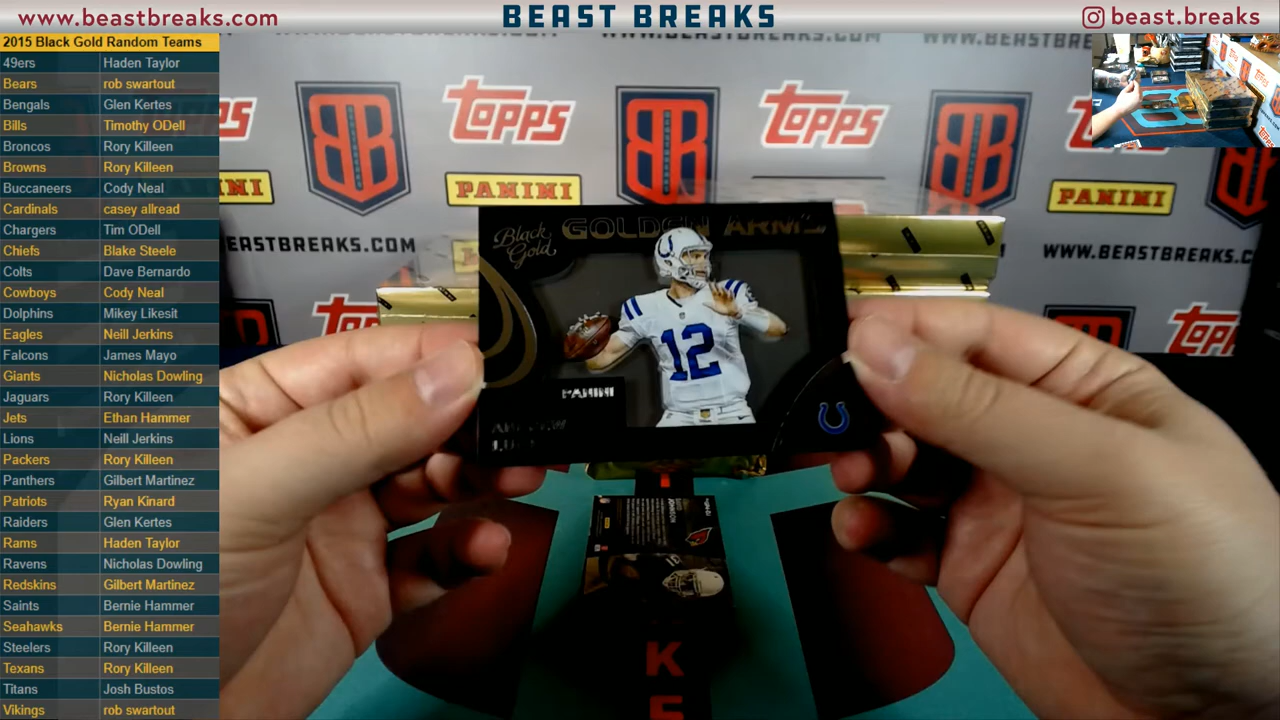 www.beastbreaks.com
BEAST BREAKS
beast.breaks
2015 Black Gold Random Teams
49ers Haden Taylor
Bears rob swartout
Bengals Glen Kertes
Bills Timothy ODell
Broncos Rory Killeen
Browns Rory Killeen
Buccaneers Cody Neal
Cardinals casey allread
Chargers Tim ODell
Chiefs Blake Steele
Colts Dave Bernardo
Cowboys Cody Neal
Dolphins Mikey Likesit
Eagles Neill Jerkins
Falcons James Mayo
Giants Nicholas Dowling
Jaguars Rory Killeen
Jets Ethan Hammer
Lions Neill Jerkins
Packers Rory Killeen
Panthers Gilbert Martinez
Patriots Ryan Kinard
Raiders Glen Kertes
Rams Haden Taylor
Ravens Nicholas Dowling
Redskins Gilbert Martinez
Saints Bernie Hammer
Seahawks Bernie Hammer
Steelers Rory Killeen
Texans Rory Killeen
Titans Josh Bustos
Vikings rob swartout
TOPPS
TOPPS
PANINI
PANINI
BEASTBREAKS.COM
WWW.BEASTBREAKS.COM
Black Gold
GOLDEN ARMS
12
PANINI
JOHNSON
K